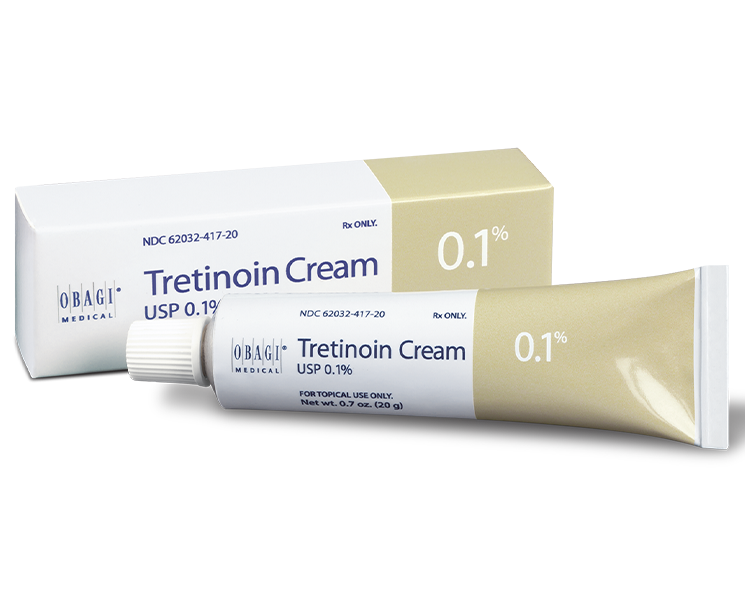 NDC 62032-417-20
Rx ONLY.
0.1%
Tretinoin Cream
USP 0.1%
OBAGI®
MEDICAL
NDC 62032-417-20
Rx ONLY.
OBAGI®
MEDICAL
Tretinoin Cream
USP 0.1%
0.1%
FOR TOPICAL USE ONLY.
Net wt. 0.7 oz. (20 g)